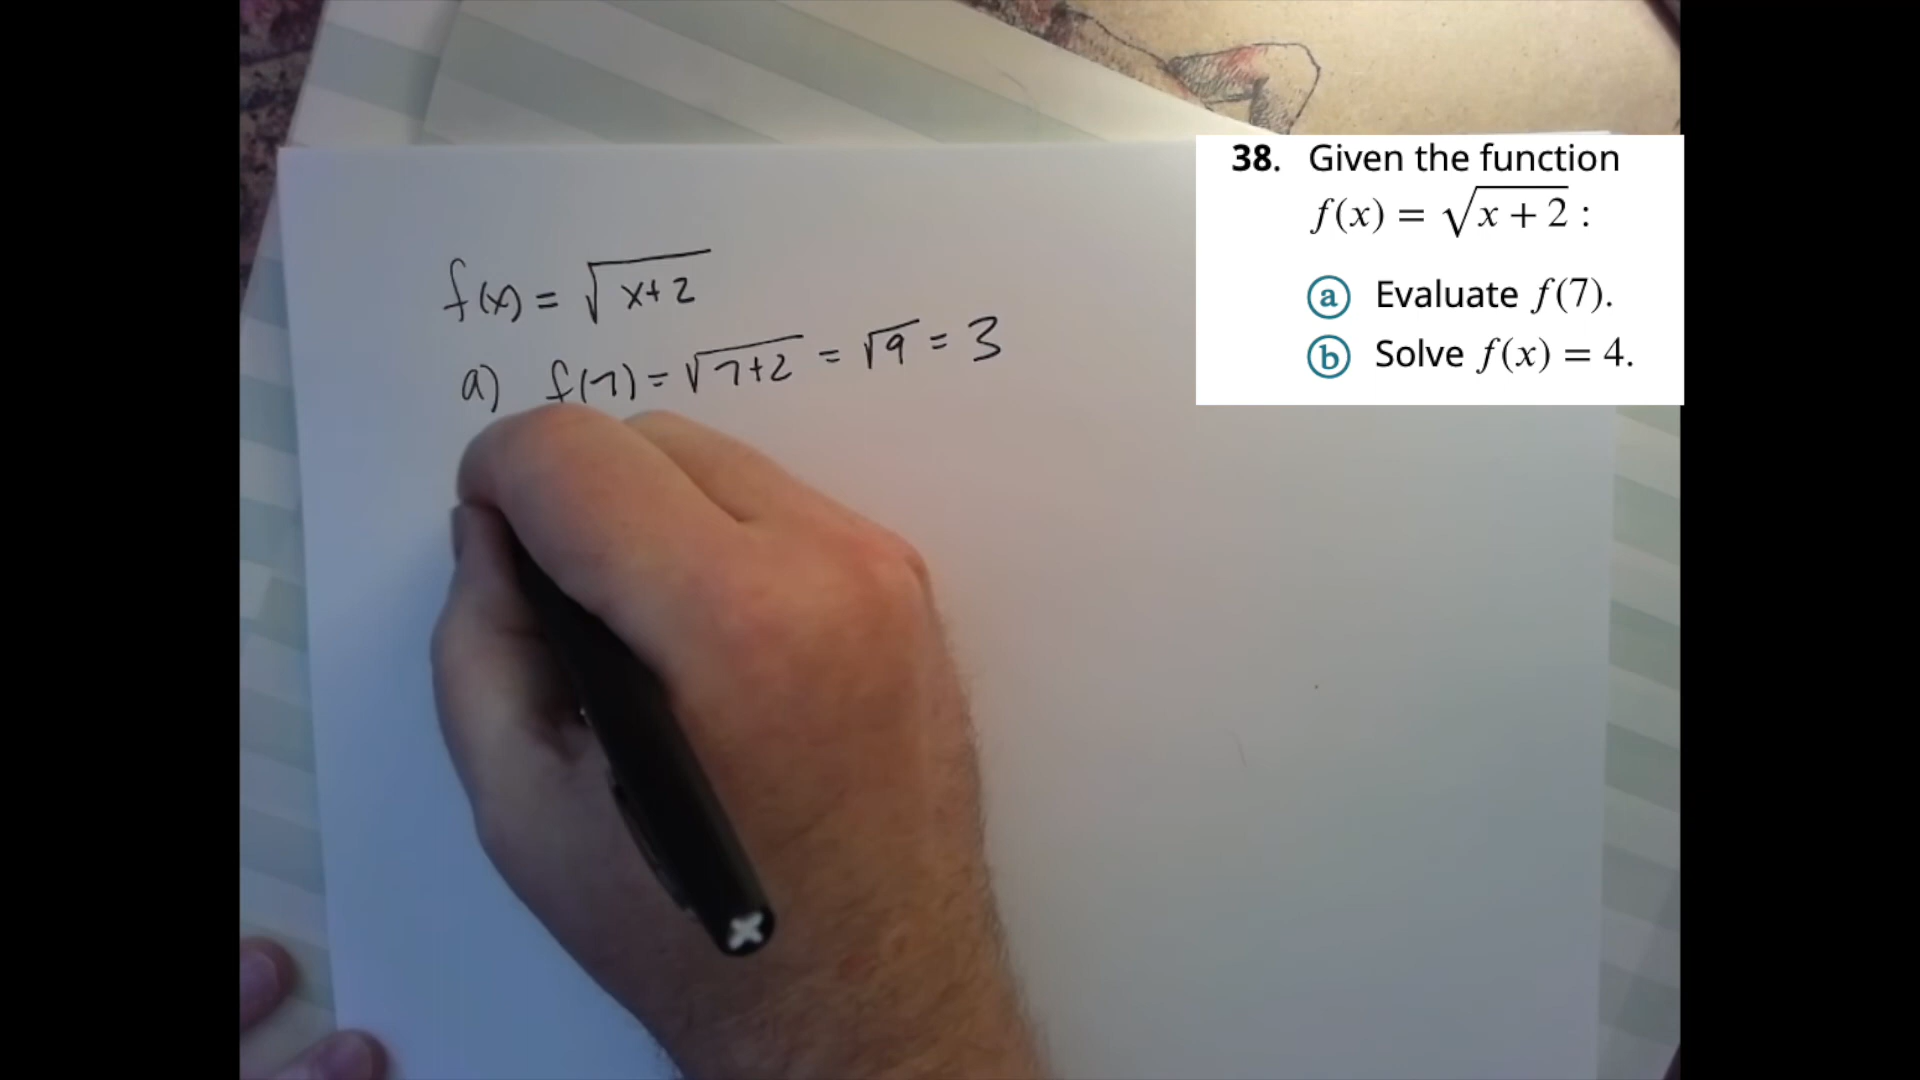 38. Given the function
f(x) = √x + 2 :
ⓐ Evaluate f(7).
ⓑ Solve f(x) = 4.
f(x) = √x+2
a) f(7) = √7+2 = √9 = 3